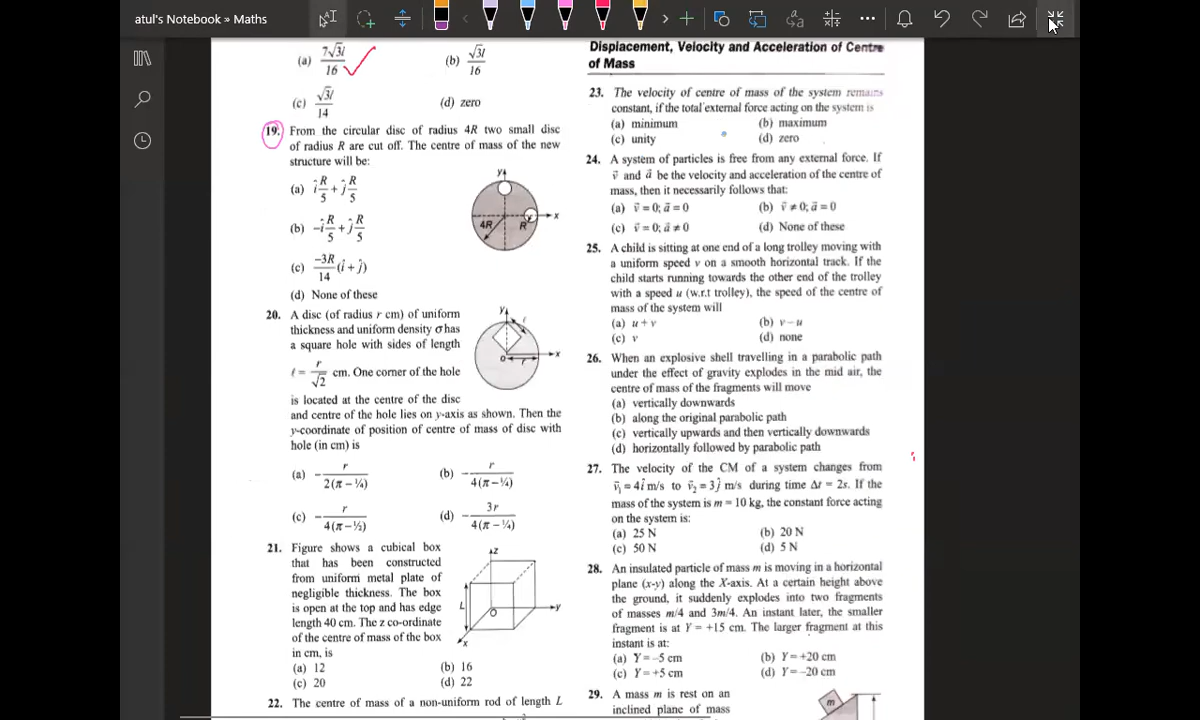 atul's Notebook » Maths
(a) 7√3l/16
(b) √3l/16
(c) √3l/14
(d) zero
19. From the circular disc of radius 4R two small disc
of radius R are cut off. The centre of mass of the new
structure will be:
(a) î R/5 + ĵ R/5
(b) -î R/5 + ĵ R/5
(c) -3R/14 (î + ĵ)
(d) None of these
y
x
4R
R
20. A disc (of radius r cm) of uniform
thickness and uniform density σ has
a square hole with sides of length
ℓ = r/√2 cm. One corner of the hole
is located at the centre of the disc
and centre of the hole lies on y-axis as shown. Then the
y-coordinate of position of centre of mass of disc with
hole (in cm) is
y
x
O
r
(a) - r/2(π - ¼)
(b) - r/4(π - ¼)
(c) - r/4(π - ½)
(d) - 3r/4(π - ¼)
21. Figure shows a cubical box
that has been constructed
from uniform metal plate of
negligible thickness. The box
is open at the top and has edge
length 40 cm. The z co-ordinate
of the centre of mass of the box
in cm, is
(a) 12
(b) 16
(c) 20
(d) 22
z
y
L
O
x
22. The centre of mass of a non-uniform rod of length L
Displacement, Velocity and Acceleration of Centre
of Mass
23. The velocity of centre of mass of the system remains
constant, if the total external force acting on the system is
(a) minimum
(b) maximum
(c) unity
(d) zero
24. A system of particles is free from any external force. If
v⃗ and a⃗ be the velocity and acceleration of the centre of
mass, then it necessarily follows that:
(a) v⃗ = 0; a⃗ = 0
(b) v⃗ ≠ 0; a⃗ = 0
(c) v⃗ = 0; a⃗ ≠ 0
(d) None of these
25. A child is sitting at one end of a long trolley moving with
a uniform speed v on a smooth horizontal track. If the
child starts running towards the other end of the trolley
with a speed u (w.r.t trolley), the speed of the centre of
mass of the system will
(a) u + v
(b) v - u
(c) v
(d) none
26. When an explosive shell travelling in a parabolic path
under the effect of gravity explodes in the mid air, the
centre of mass of the fragments will move
(a) vertically downwards
(b) along the original parabolic path
(c) vertically upwards and then vertically downwards
(d) horizontally followed by parabolic path
27. The velocity of the CM of a system changes from
v⃗₁ = 4î m/s to v⃗₂ = 3ĵ m/s during time Δt = 2s. If the
mass of the system is m = 10 kg, the constant force acting
on the system is:
(a) 25 N
(b) 20 N
(c) 50 N
(d) 5 N
28. An insulated particle of mass m is moving in a horizontal
plane (x-y) along the X-axis. At a certain height above
the ground, it suddenly explodes into two fragments
of masses m/4 and 3m/4. An instant later, the smaller
fragment is at Y = +15 cm. The larger fragment at this
instant is at:
(a) Y = -5 cm
(b) Y = +20 cm
(c) Y = +5 cm
(d) Y = -20 cm
29. A mass m is rest on an
inclined plane of mass
m